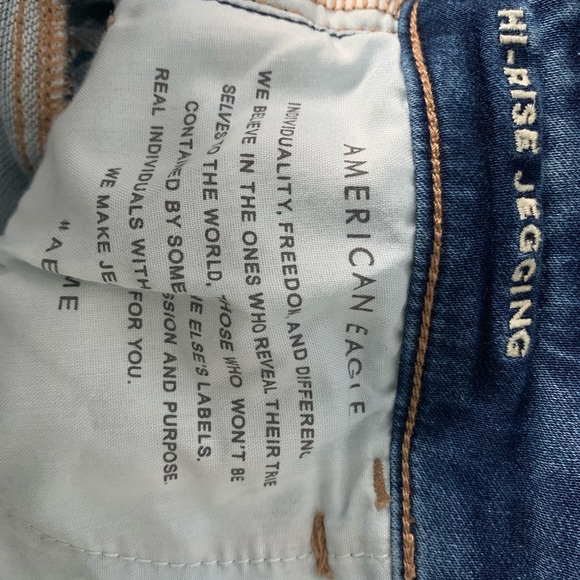 HI-RISE JEGGING
AMERICAN EAGLE
INDIVIDUALITY, FREEDOM AND DIFFERENC
WE BELIEVE IN THE ONES WHO REVEAL THEIR TRUE
SELVES TO THE WORLD, THOSE WHO WON'T BE
CONTAINED BY SOME NE ELSE'S LABELS.
REAL INDIVIDUALS WITH SSION AND PURPOSE.
WE MAKE JE FOR YOU.
#AE ME